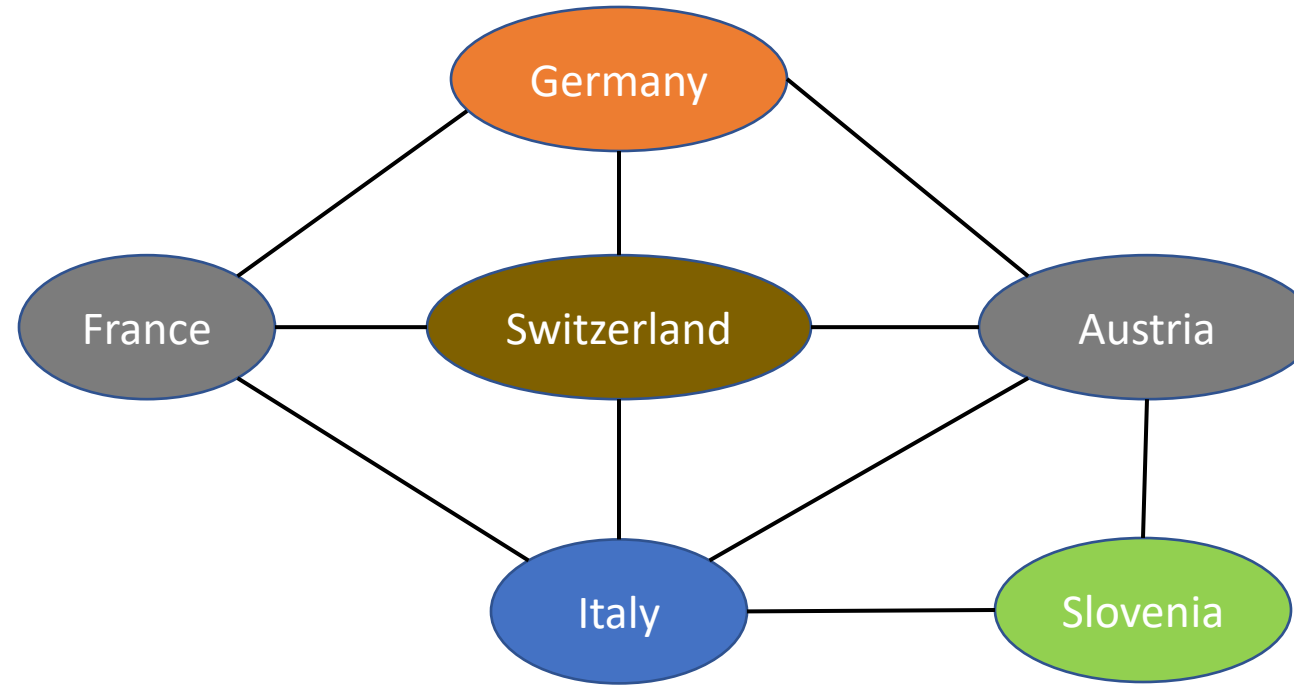 Germany
France
Switzerland
Austria
Italy
Slovenia